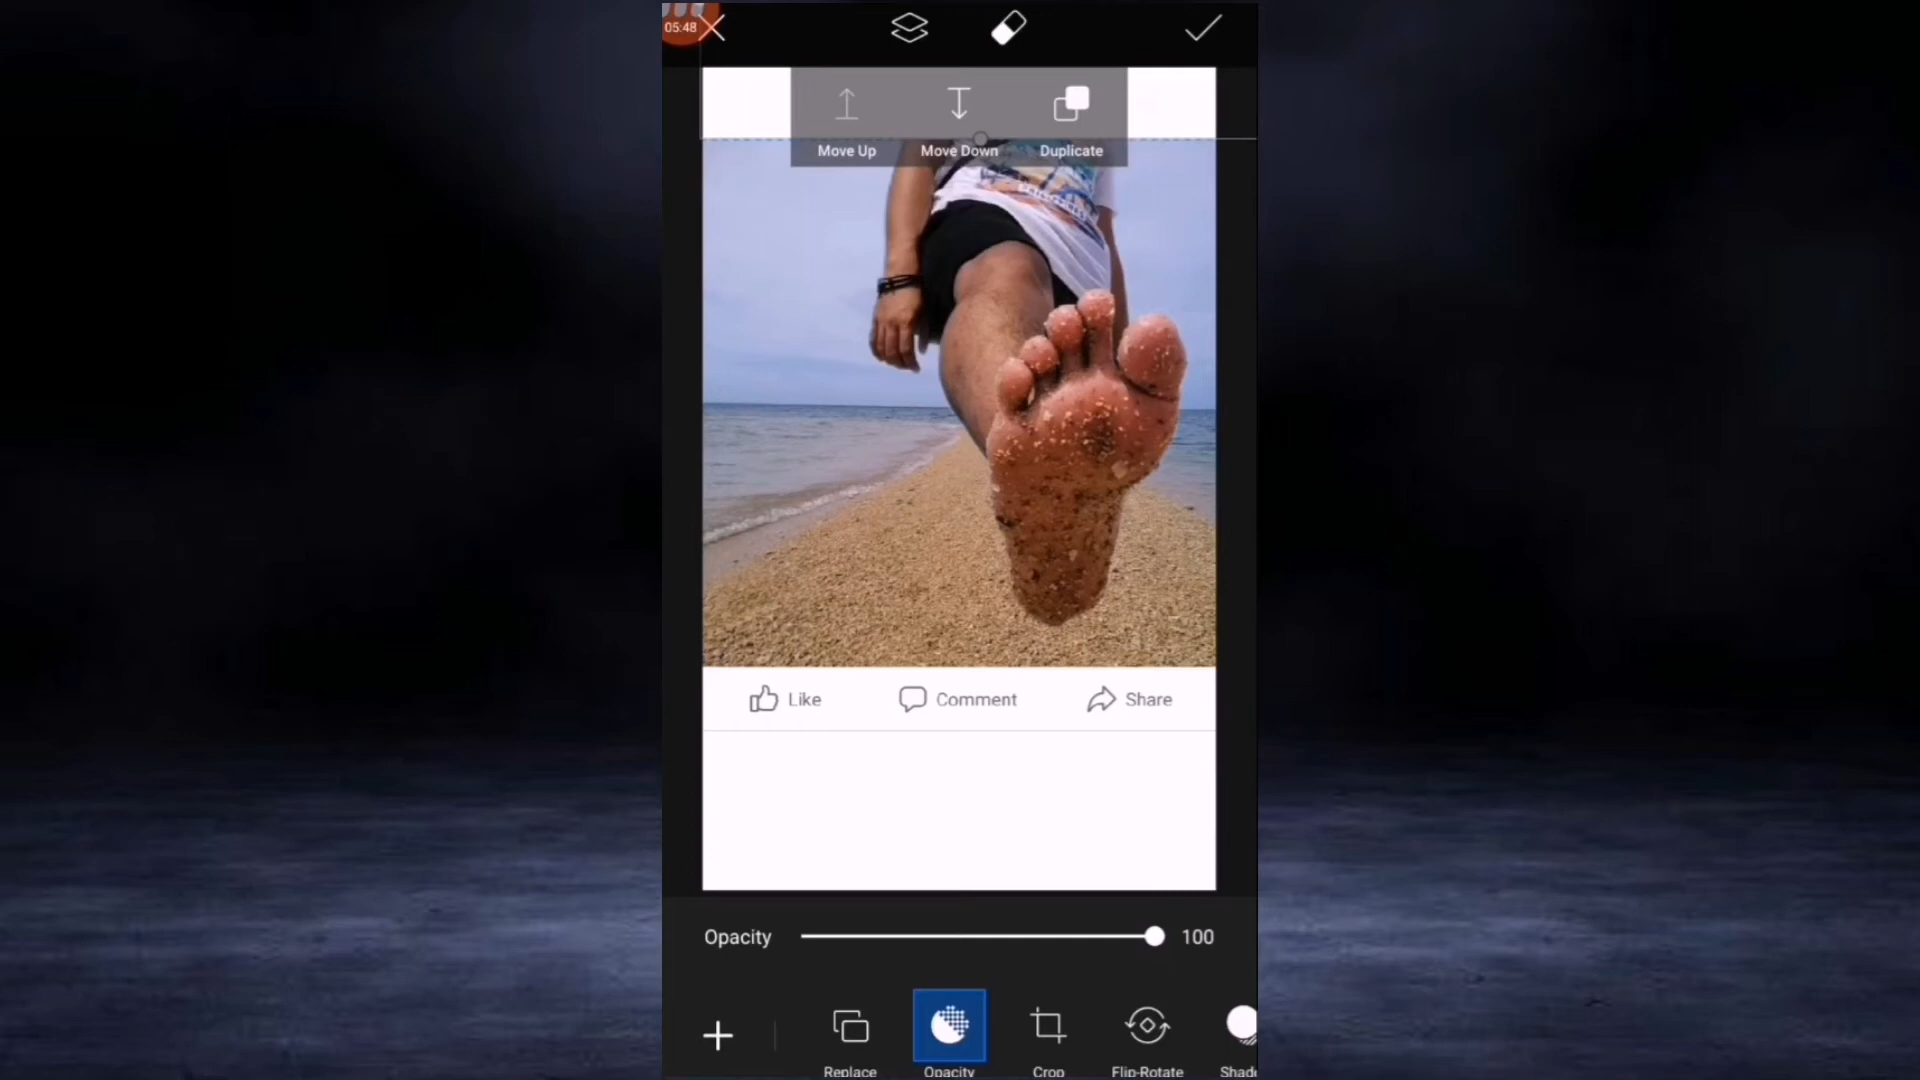 05:48
Move Up Move Down Duplicate
Like Comment Share
Opacity 100
Replace Opacity Crop Flip-Rotate